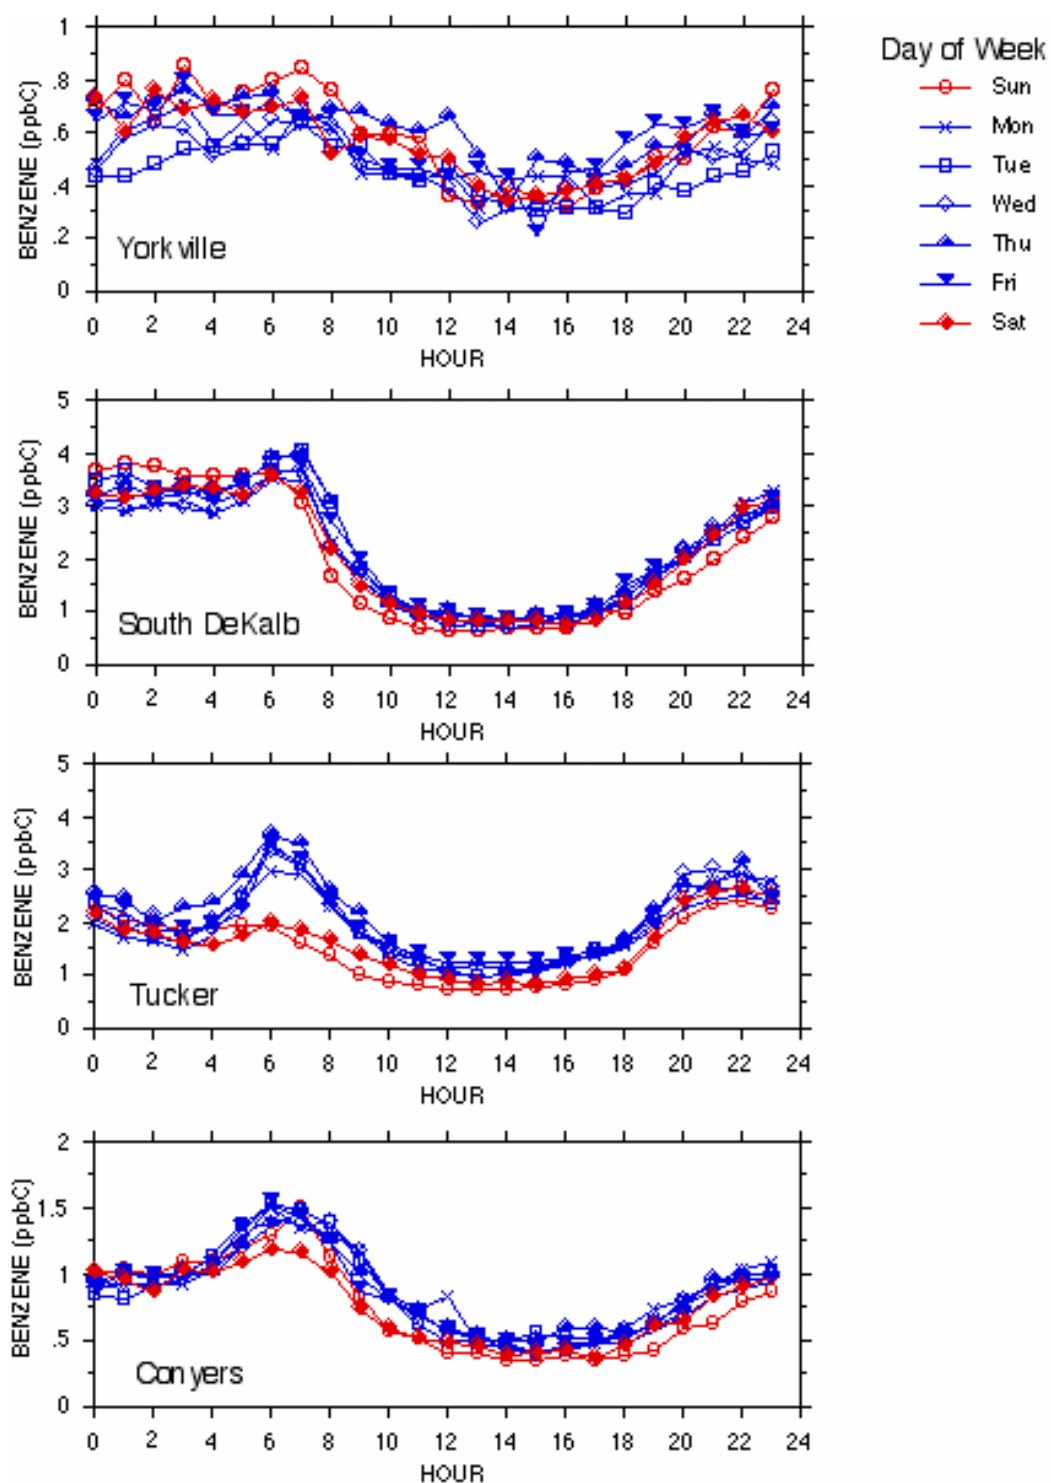 Day of Week
Sun
Mon
Tue
Wed
Thu
Fri
Sat
1
.8
.6
.4
.2
0
BENZENE (ppbC)
Yorkville
0 2 4 6 8 10 12 14 16 18 20 22 24
HOUR
5
4
3
2
1
0
BENZENE (ppbC)
South DeKalb
0 2 4 6 8 10 12 14 16 18 20 22 24
HOUR
5
4
3
2
1
0
BENZENE (ppbC)
Tucker
0 2 4 6 8 10 12 14 16 18 20 22 24
HOUR
2
1.5
1
.5
0
BENZENE (ppbC)
Conyers
0 2 4 6 8 10 12 14 16 18 20 22 24
HOUR